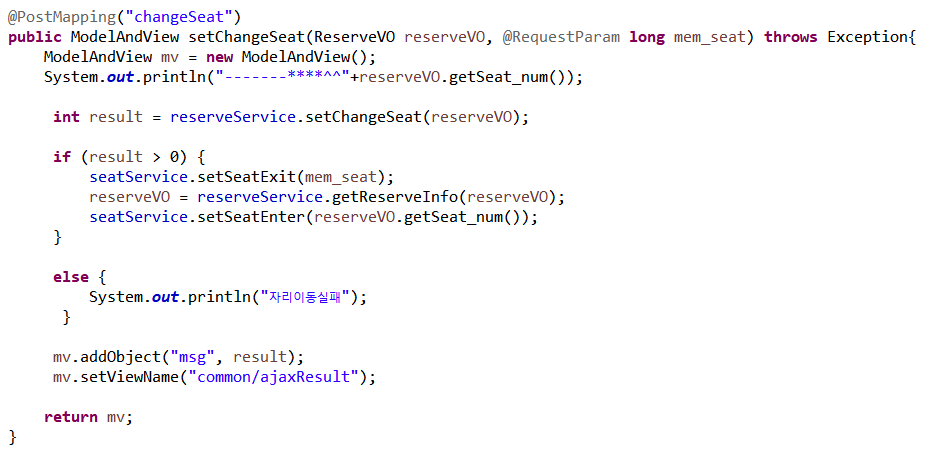 @PostMapping("changeSeat")
public ModelAndView setChangeSeat(ReserveVO reserveVO, @RequestParam long mem_seat) throws Exception{
ModelAndView mv = new ModelAndView();
System.out.println("-------****^^"+reserveVO.getSeat_num());
int result = reserveService.setChangeSeat(reserveVO);
if (result > 0) {
seatService.setSeatExit(mem_seat);
reserveVO = reserveService.getReserveInfo(reserveVO);
seatService.setSeatEnter(reserveVO.getSeat_num());
}
else {
System.out.println("자리이동실패");
}
mv.addObject("msg", result);
mv.setViewName("common/ajaxResult");
return mv;
}